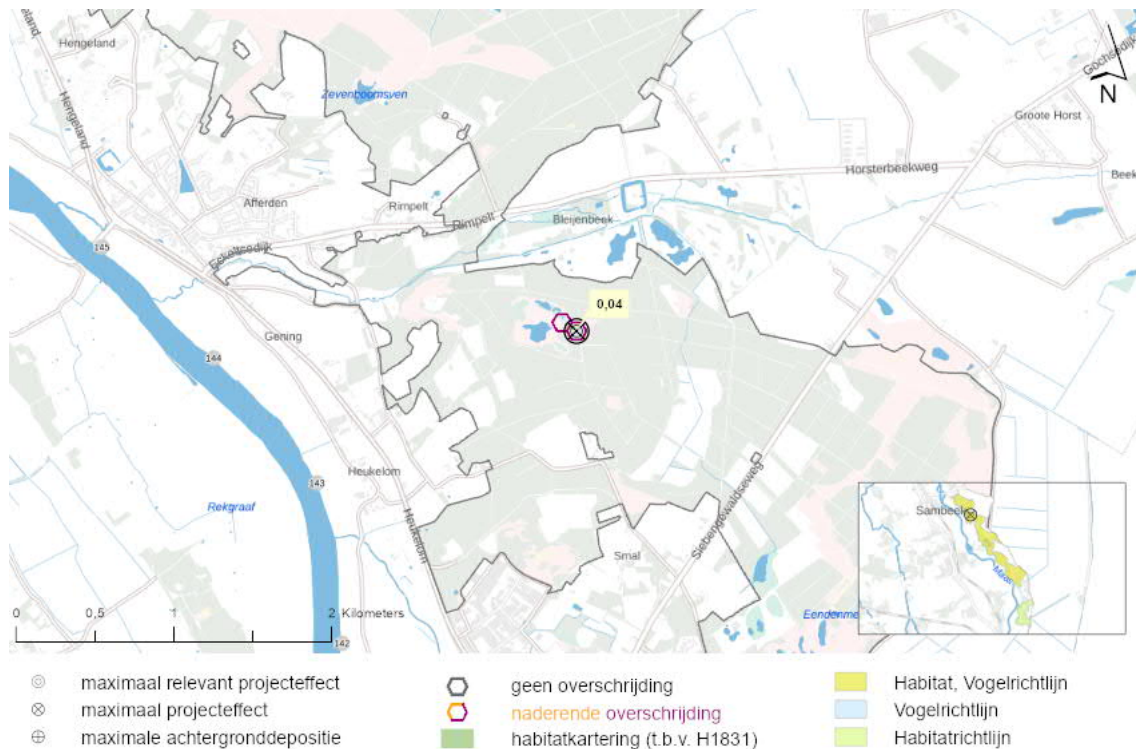 Hengeland
Hengeland
Zevenboomsven
Gochsedijk
N
Groote Horst
Horsterbeekweg
Beek
Afferden
Rimpelt
Rimpelt
Bleijenbeek
Eckeltsedijk
145
0,04
Gening
144
Heukelom
143
Rekgraaf
Heukelom
Siebengewaldseweg
Smal
Sambeek
Maas
0 0,5 1 2 Kilometers
142
Eendenme
maximaal relevant projecteffect
geen overschrijding
Habitat, Vogelrichtlijn
maximaal projecteffect
naderende overschrijding
Vogelrichtlijn
maximale achtergronddepositie
habitatkartering (t.b.v. H1831)
Habitatrichtlijn